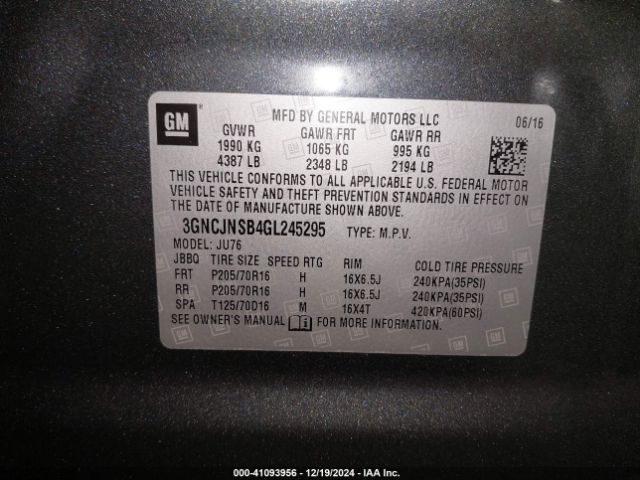 GM
®
MFD BY GENERAL MOTORS LLC
06/16
GVWR GAWR FRT GAWR RR
1990 KG 1065 KG 995 KG
4387 LB 2348 LB 2194 LB
THIS VEHICLE CONFORMS TO ALL APPLICABLE U.S. FEDERAL MOTOR
VEHICLE SAFETY AND THEFT PREVENTION STANDARDS IN EFFECT ON
THE DATE OF MANUFACTURE SHOWN ABOVE.
3GNCJNSB4GL245295 TYPE: M.P.V.
MODEL: JU76
JBBQ TIRE SIZE SPEED RTG RIM COLD TIRE PRESSURE
FRT P205/70R16 H 16X6.5J 240KPA(35PSI)
RR P205/70R16 H 16X6.5J 240KPA(35PSI)
SPA T125/70D16 M 16X4T 420KPA(60PSI)
SEE OWNER'S MANUAL FOR MORE INFORMATION.
000-41093956 - 12/19/2024 - IAA Inc.